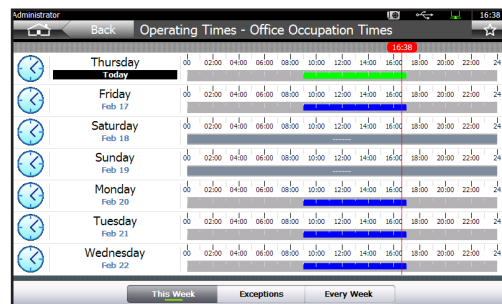 Administrator 16:38
Back Operating Times - Office Occupation Times
16:38
Thursday 00 02:00 04:00 06:00 08:00 10:00 12:00 14:00 16:00 18:00 20:00 22:00 24
Today
Friday 00 02:00 04:00 06:00 08:00 10:00 12:00 14:00 16:00 18:00 20:00 22:00 24
Feb 17
Saturday 00 02:00 04:00 06:00 08:00 10:00 12:00 14:00 16:00 18:00 20:00 22:00 24
Feb 18 ------
Sunday 00 02:00 04:00 06:00 08:00 10:00 12:00 14:00 16:00 18:00 20:00 22:00 24
Feb 19 ------
Monday 00 02:00 04:00 06:00 08:00 10:00 12:00 14:00 16:00 18:00 20:00 22:00 24
Feb 20
Tuesday 00 02:00 04:00 06:00 08:00 10:00 12:00 14:00 16:00 18:00 20:00 22:00 24
Feb 21
Wednesday 00 02:00 04:00 06:00 08:00 10:00 12:00 14:00 16:00 18:00 20:00 22:00 24
Feb 22
This Week Exceptions Every Week